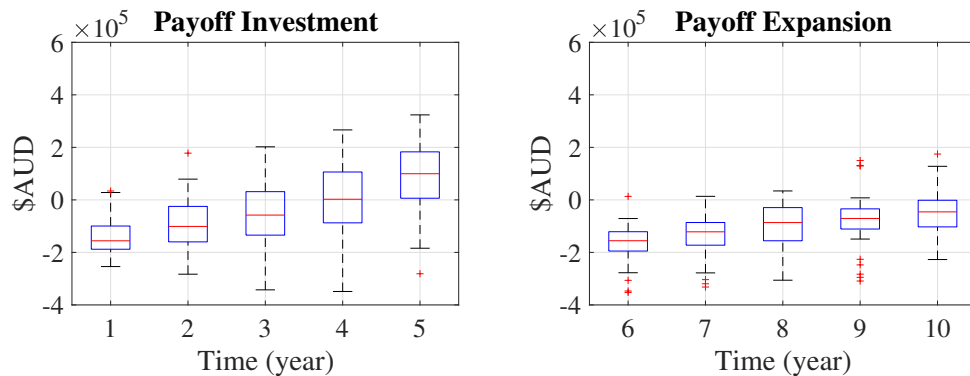 Payoff Investment
×10^5
6
4
2
0
-2
-4
$AUD
1 2 3 4 5
Time (year)
Payoff Expansion
×10^5
6
4
2
0
-2
-4
$AUD
6 7 8 9 10
Time (year)